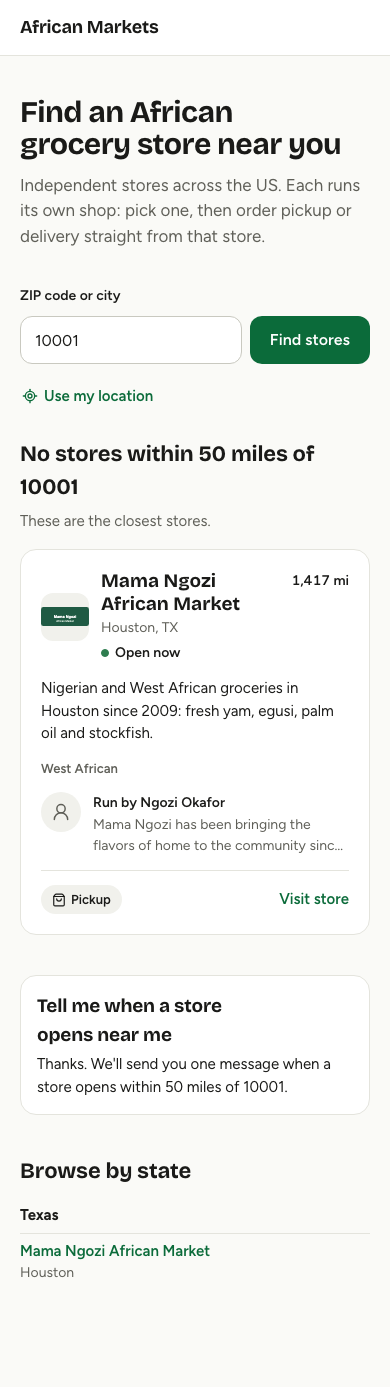 African Markets
Find an African
grocery store near you
Independent stores across the US. Each runs
its own shop: pick one, then order pickup or
delivery straight from that store.
ZIP code or city
10001
Find stores
Use my location
No stores within 50 miles of
10001
These are the closest stores.
Mama Ngozi
African Market
1,417 mi
Mama Ngozi
Houston, TX
Open now
Nigerian and West African groceries in
Houston since 2009: fresh yam, egusi, palm
oil and stockfish.
West African
Run by Ngozi Okafor
Mama Ngozi has been bringing the
flavors of home to the community sinc...
Pickup
Visit store
Tell me when a store
opens near me
Thanks. We'll send you one message when a
store opens within 50 miles of 10001.
Browse by state
Texas
Mama Ngozi African Market
Houston